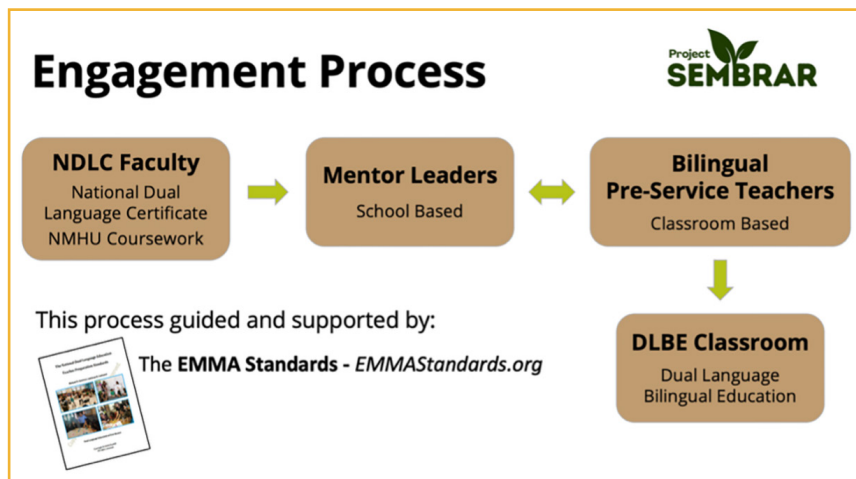 Engagement Process
Project
SEMBRAR
NDLC Faculty
National Dual
Language Certificate
NMHU Coursework
Mentor Leaders
School Based
Bilingual
Pre-Service Teachers
Classroom Based
This process guided and supported by:
The EMMA Standards - EMMAStandards.org
DLBE Classroom
Dual Language
Bilingual Education